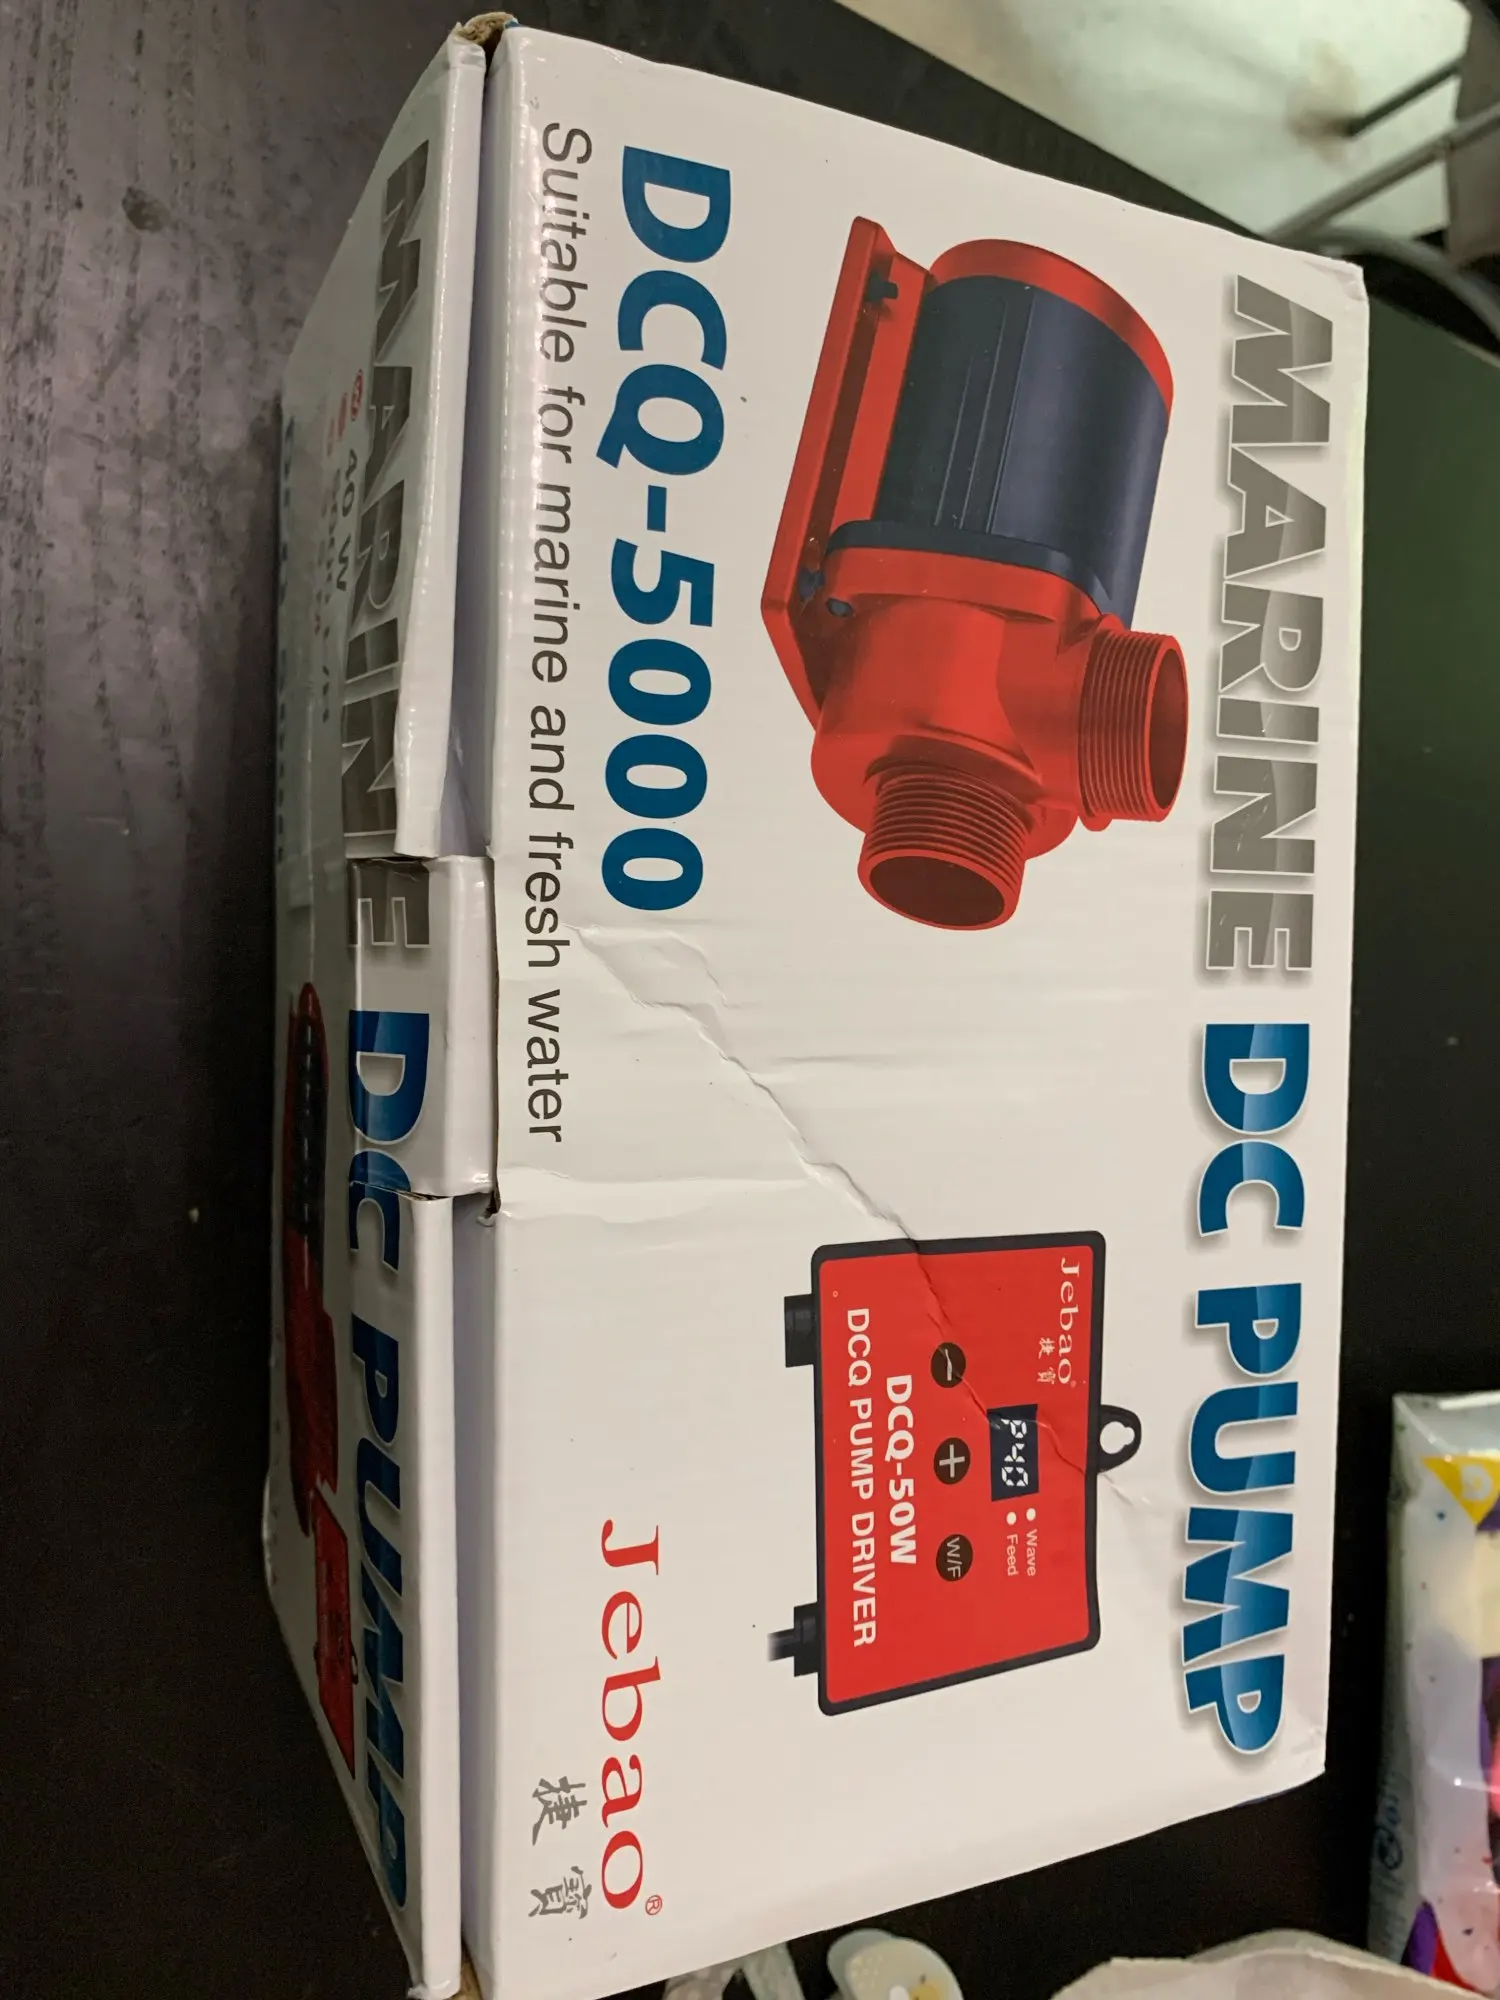 MARINE DC PUMP
Jebao
捷寶
P40
Wave
Feed
W/F
DCQ-50W
DCQ PUMP DRIVER
DCQ-5000
Suitable for marine and fresh water
Jebao®
捷寶
MARINE DC PUMP
40 W